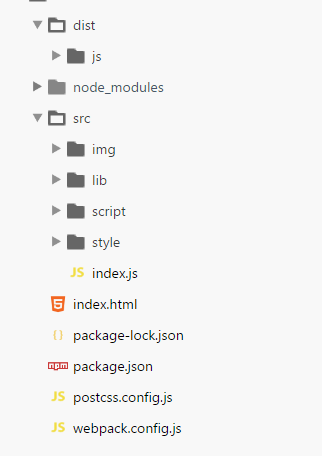 dist
js
node_modules
src
img
lib
script
style
JS index.js
5 index.html
{} package-lock.json
npm package.json
JS postcss.config.js
JS webpack.config.js